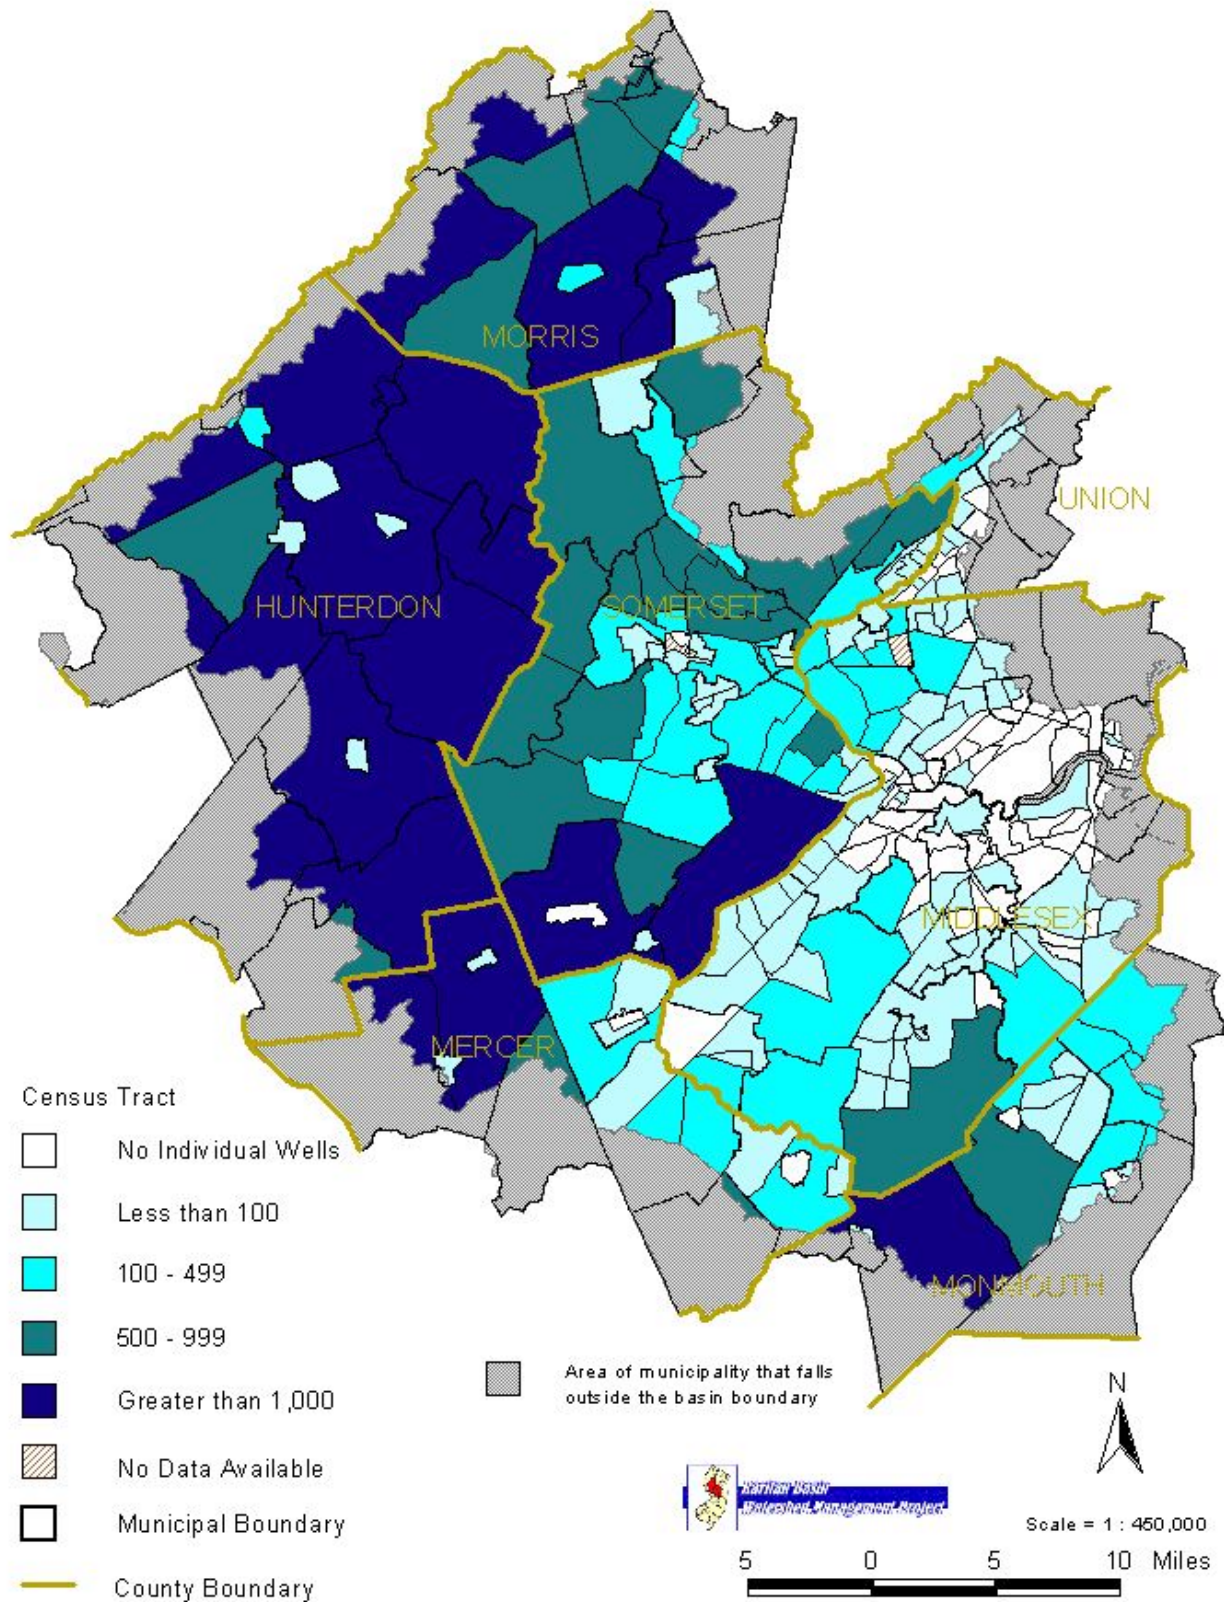 MORRIS
UNION
HUNTERDON
SOMERSET
MIDDLESEX
MERCER
MONMOUTH
Census Tract
No Individual Wells
Less than 100
100 - 499
500 - 999
Greater than 1,000
No Data Available
Municipal Boundary
County Boundary
Area of municipality that falls
outside the basin boundary
N
Raritan Basin
Watershed Management Project
Scale = 1 : 450,000
5 0 5 10 Miles